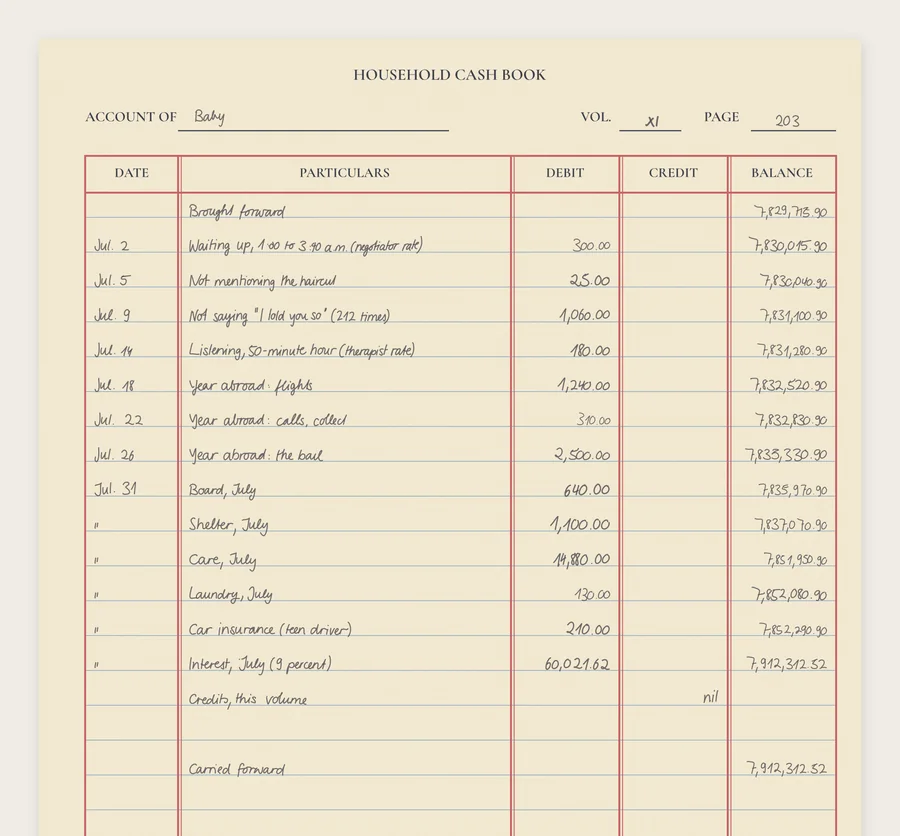 HOUSEHOLD CASH BOOK
ACCOUNT OF Baby VOL. XI PAGE 203
DATE PARTICULARS DEBIT CREDIT BALANCE
Brought forward 7,829,715.90
Jul. 2 Waiting up, 1:00 to 3:40 a.m. (negotiator rate) 300.00 7,830,015.90
Jul. 5 Not mentioning the haircut 25.00 7,830,040.90
Jul. 9 Not saying "I told you so" (212 times) 1,060.00 7,831,100.90
Jul. 14 Listening, 50-minute hour (therapist rate) 180.00 7,831,280.90
Jul. 18 Year abroad: flights 1,240.00 7,832,520.90
Jul. 22 Year abroad: calls, collect 310.00 7,832,830.90
Jul. 26 Year abroad: the bail 2,500.00 7,835,330.90
Jul. 31 Board, July 640.00 7,835,970.90
" Shelter, July 1,100.00 7,837,070.90
" Care, July 14,880.00 7,851,950.90
" Laundry, July 130.00 7,852,080.90
" Car insurance (teen driver) 210.00 7,852,290.90
" Interest, July (9 percent) 60,021.62 7,912,312.52
Credits, this volume nil
Carried forward 7,912,312.52